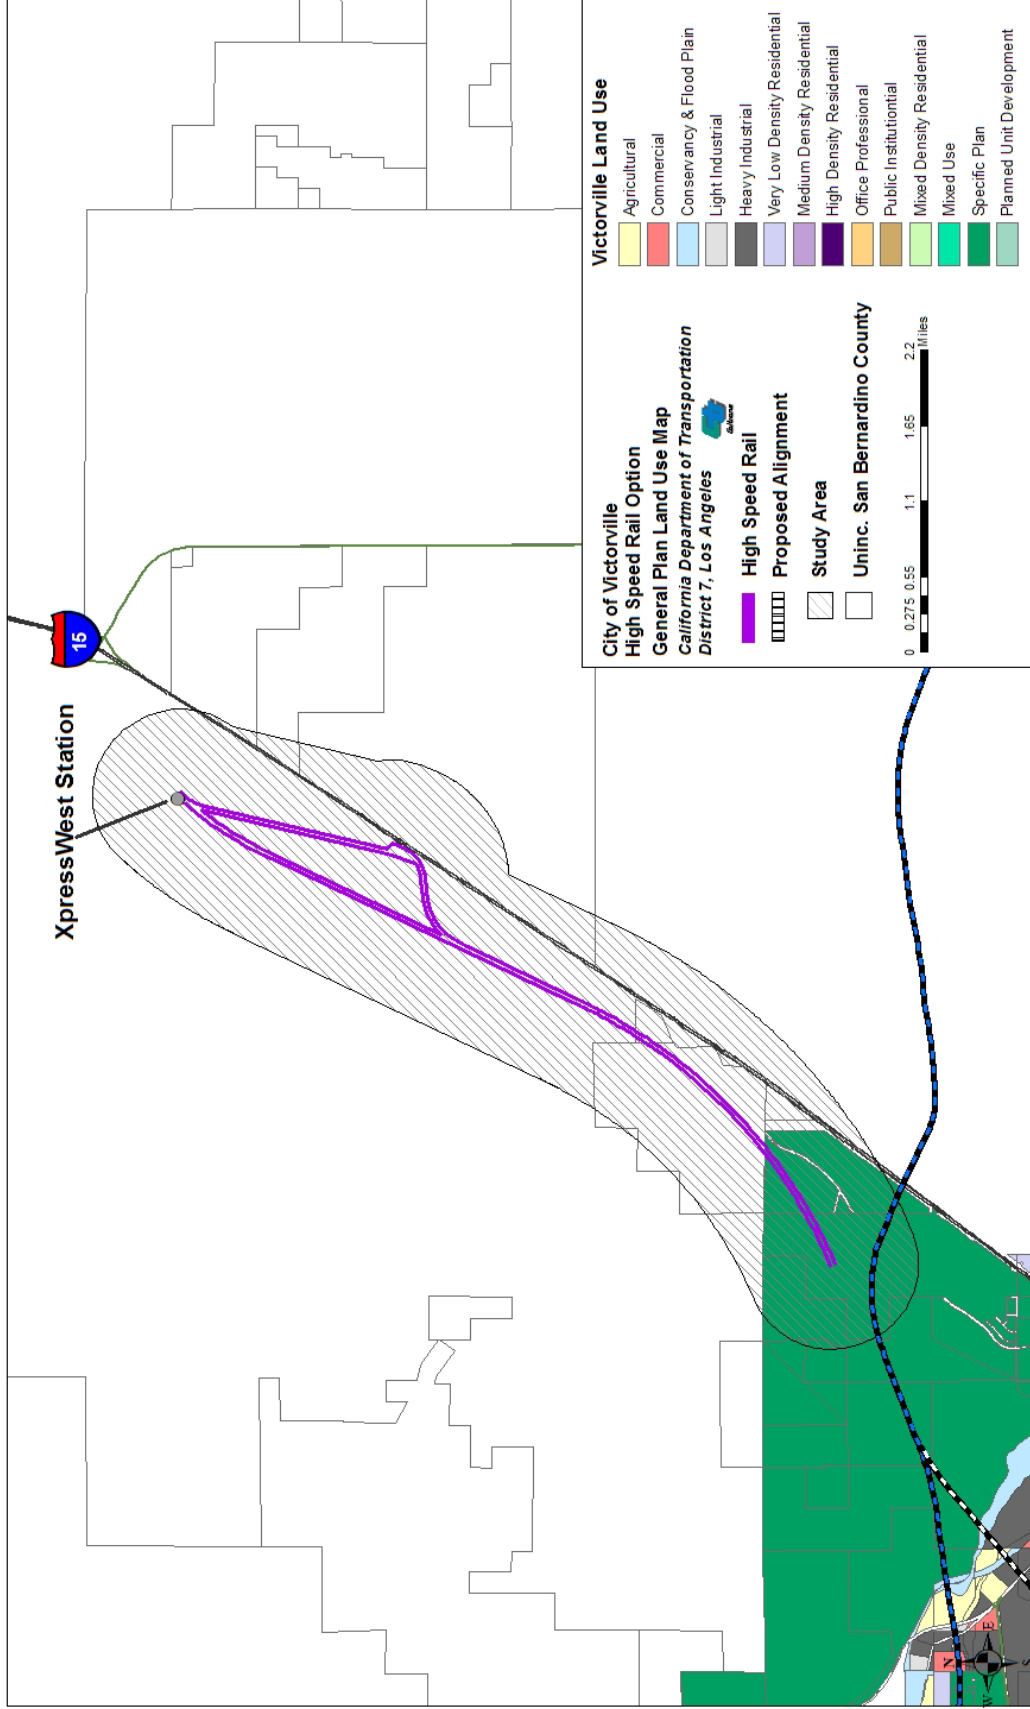 XpressWest Station
15
City of Victorville
High Speed Rail Option
General Plan Land Use Map
California Department of Transportation
District 7, Los Angeles
High Speed Rail
Proposed Alignment
Study Area
Uninc. San Bernardino County
0 0.275 0.55 1.1 1.65 2.2
Miles
Victorville Land Use
Agricultural
Commercial
Conservancy & Flood Plain
Light Industrial
Heavy Industrial
Very Low Density Residential
Medium Density Residential
High Density Residential
Office Professional
Public Institutiontial
Mixed Density Residential
Mixed Use
Specific Plan
Planned Unit Development
N
W E
S